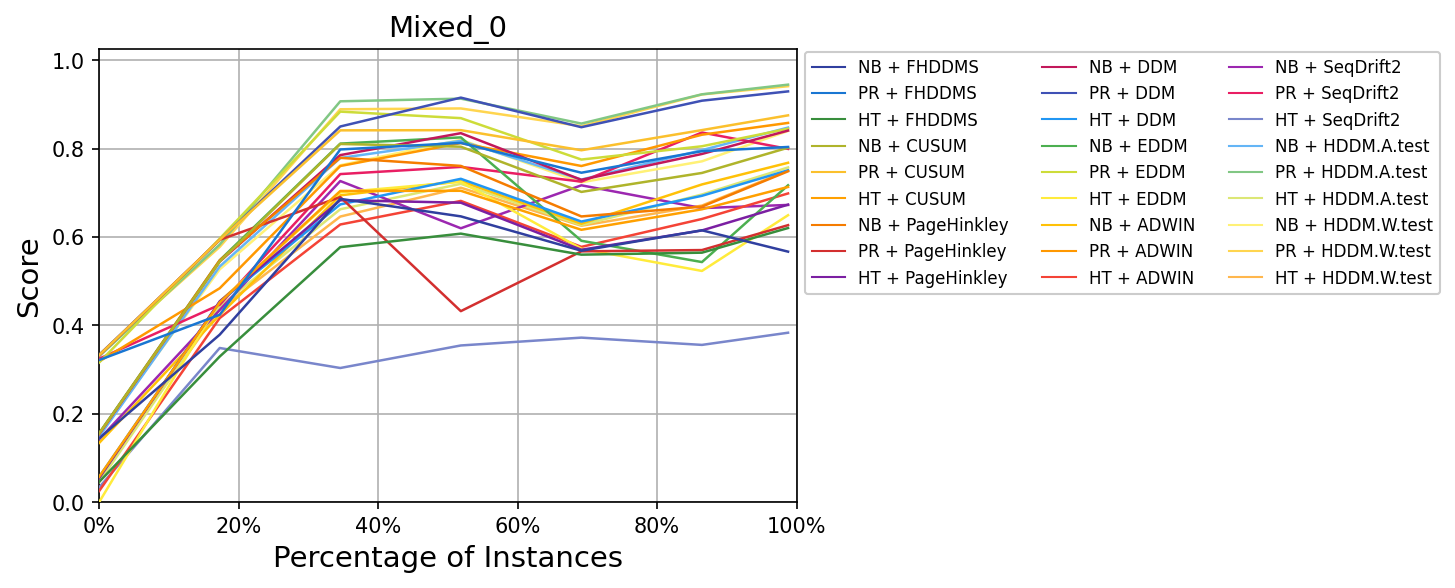 Mixed_0
1.0
0.8
0.6
0.4
0.2
0.0
Score
0% 20% 40% 60% 80% 100%
Percentage of Instances
NB + FHDDMS
PR + FHDDMS
HT + FHDDMS
NB + CUSUM
PR + CUSUM
HT + CUSUM
NB + PageHinkley
PR + PageHinkley
HT + PageHinkley
NB + DDM
PR + DDM
HT + DDM
NB + EDDM
PR + EDDM
HT + EDDM
NB + ADWIN
PR + ADWIN
HT + ADWIN
NB + SeqDrift2
PR + SeqDrift2
HT + SeqDrift2
NB + HDDM.A.test
PR + HDDM.A.test
HT + HDDM.A.test
NB + HDDM.W.test
PR + HDDM.W.test
HT + HDDM.W.test